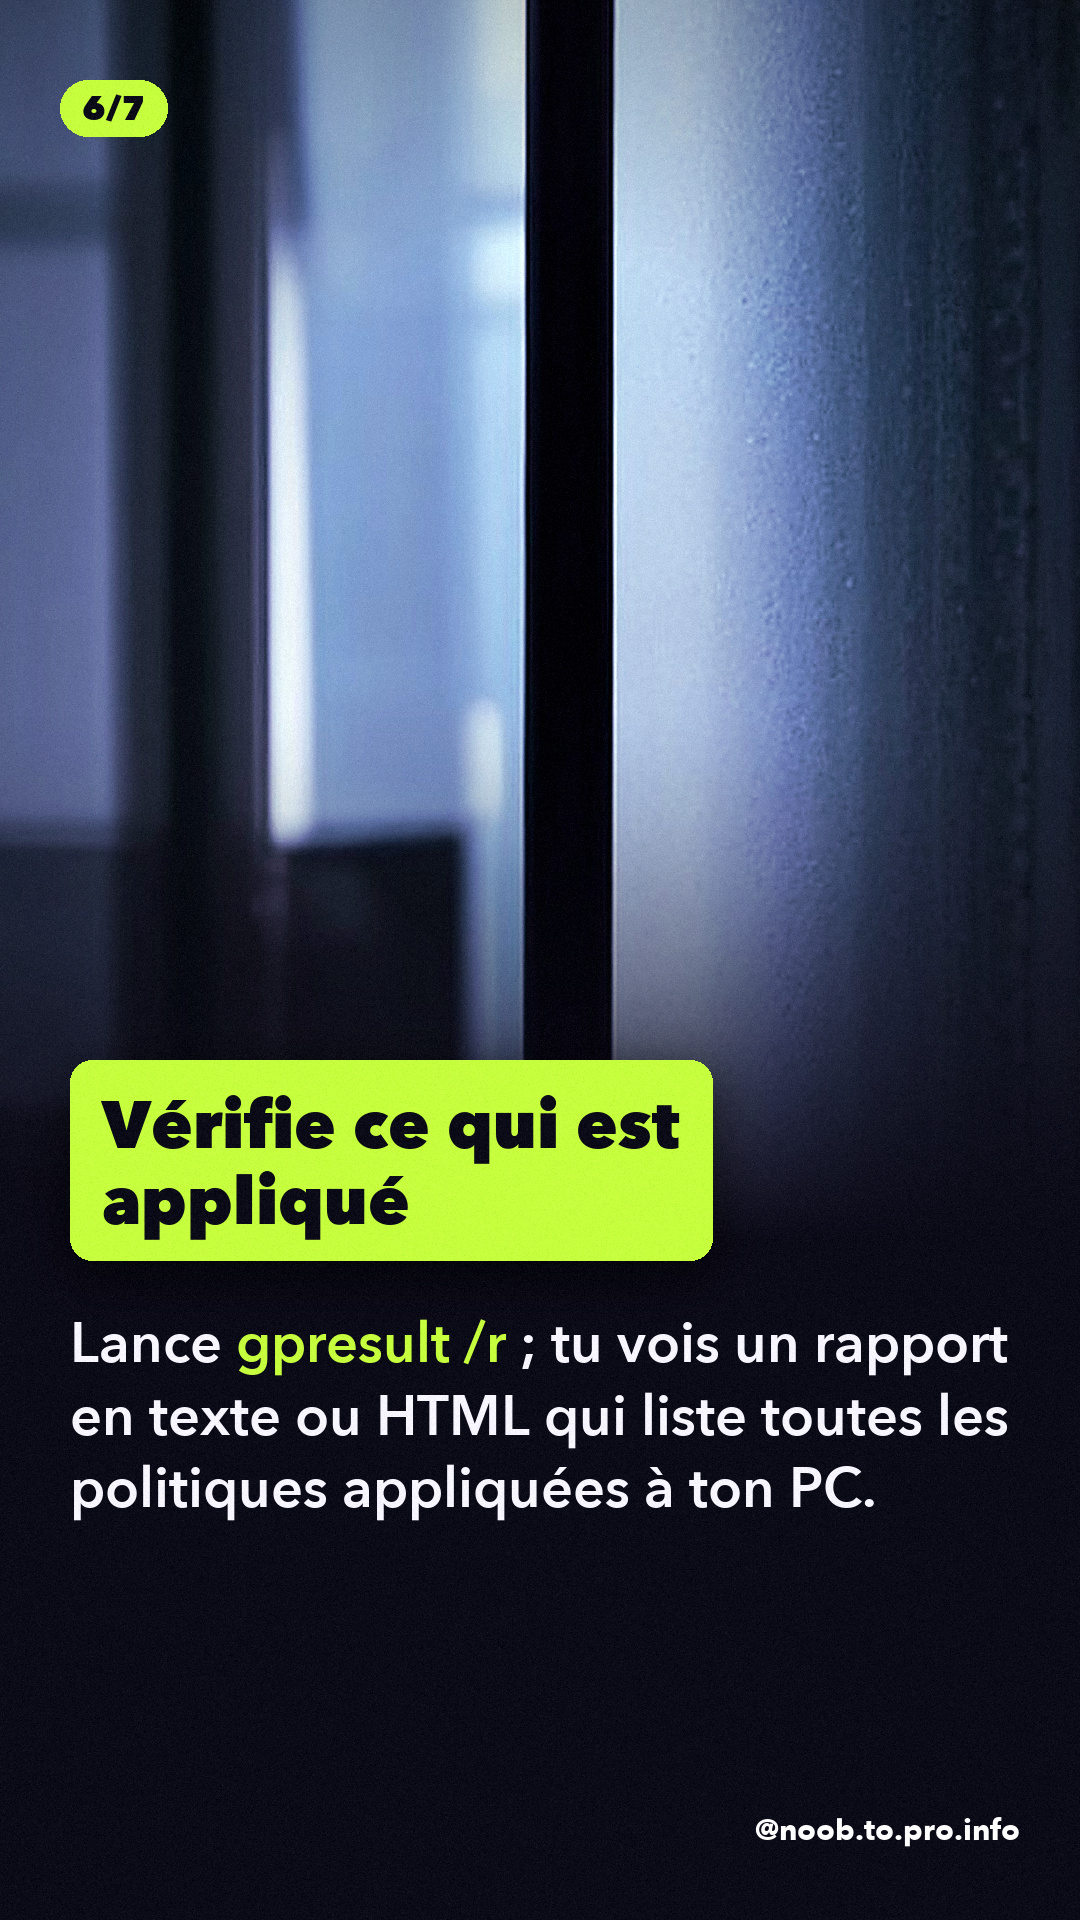 6/7
Vérifie ce qui est
appliqué
Lance gpresult /r ; tu vois un rapport
en texte ou HTML qui liste toutes les
politiques appliquées à ton PC.
@noob.to.pro.info